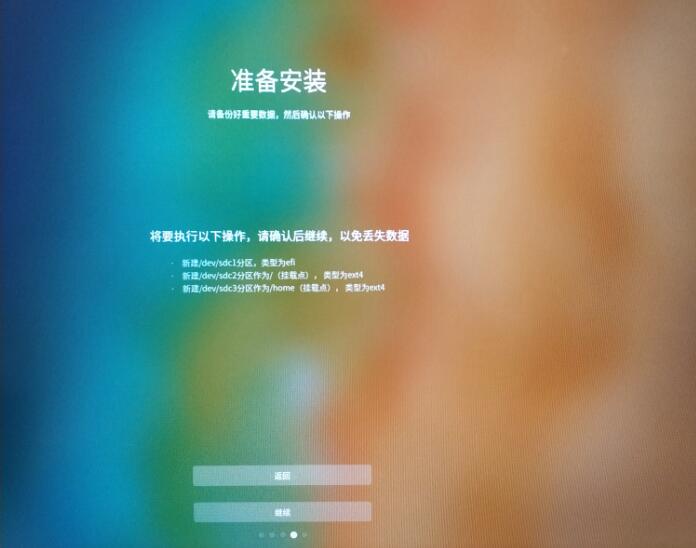 准备安装
请备份好重要数据，然后确认以下操作
将要执行以下操作，请确认后继续，以免丢失数据
· 新建/dev/sdc1分区，类型为efi
· 新建/dev/sdc2分区作为/（挂载点），类型为ext4
· 新建/dev/sdc3分区作为/home（挂载点），类型为ext4
返回
继续